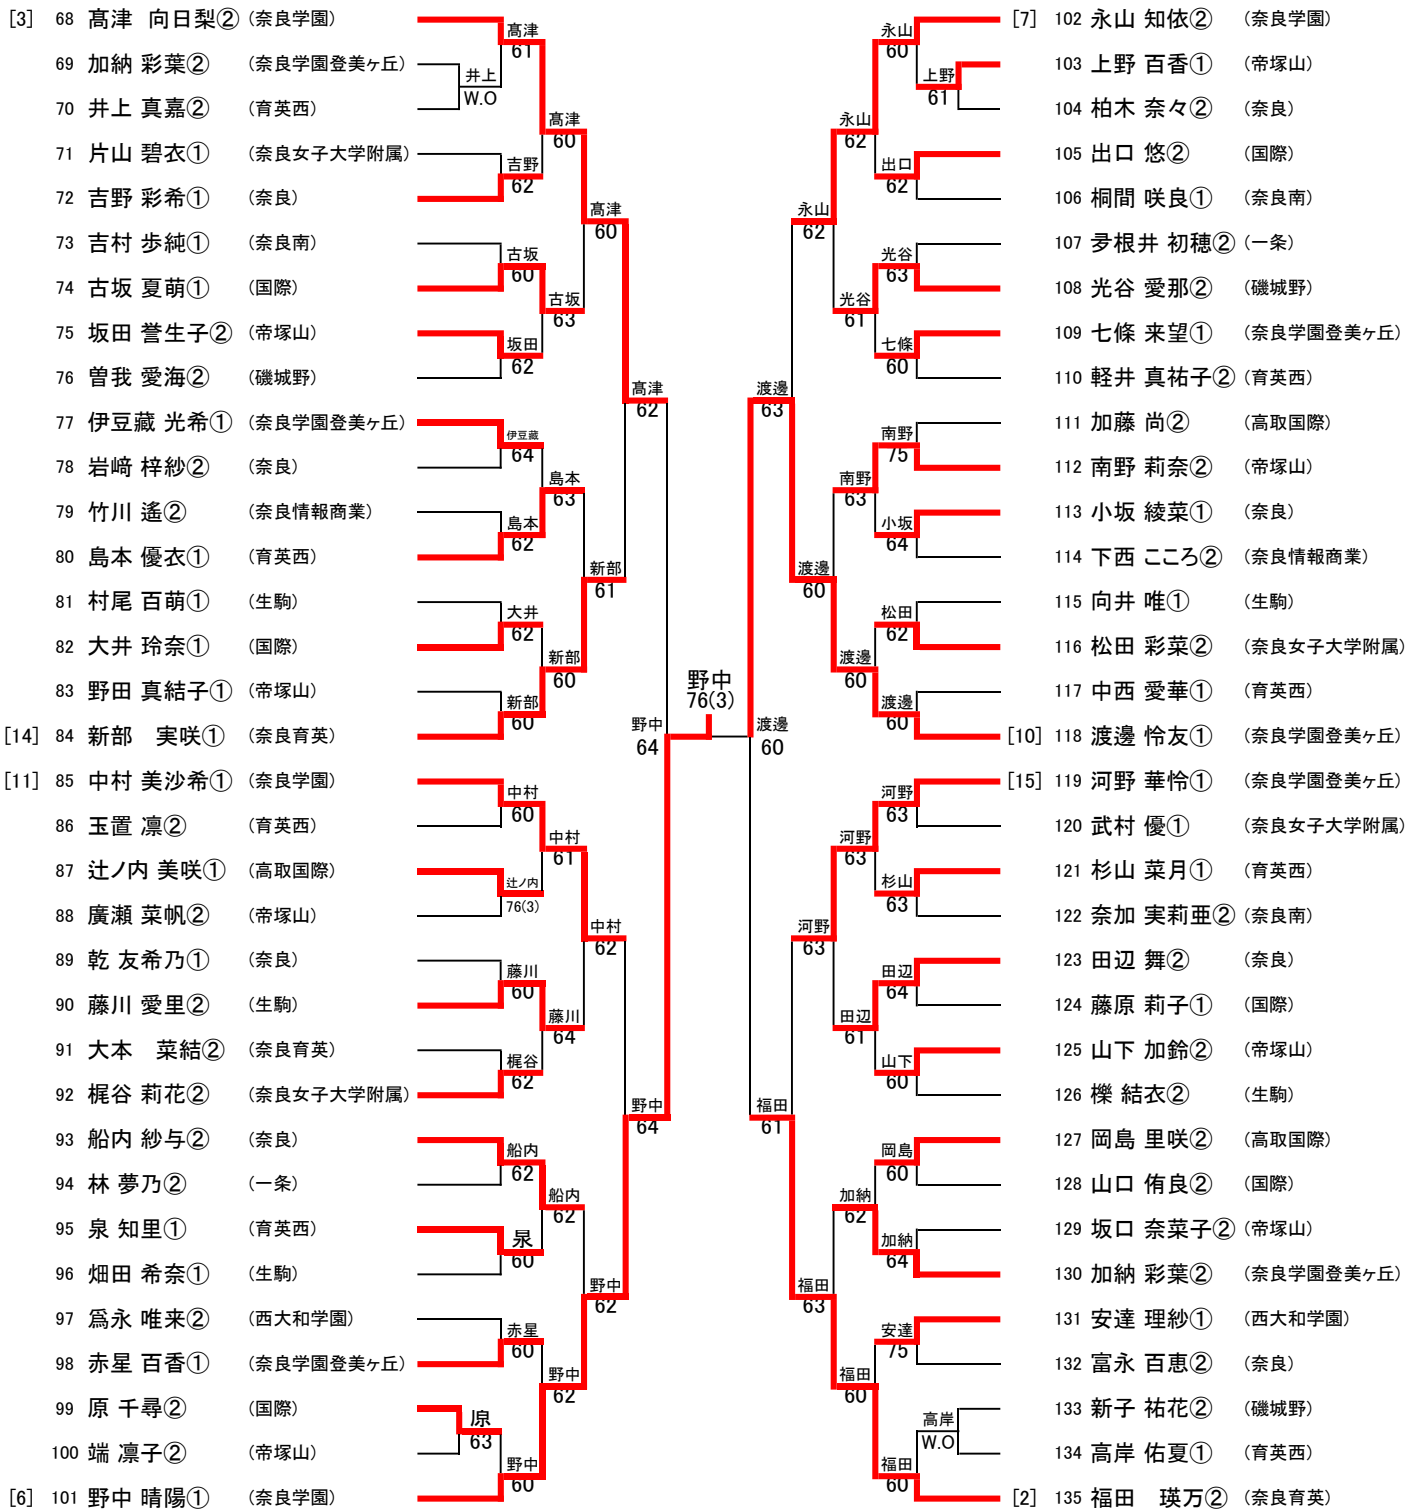 [3] 68 髙津 向日梨② (奈良学園)
69 加納 彩葉② (奈良学園登美ヶ丘)
70 井上 真嘉② (育英西)
71 片山 碧衣① (奈良女子大学附属)
72 吉野 彩希① (奈良)
73 吉村 歩純① (奈良南)
74 古坂 夏萌① (国際)
75 坂田 誉生子② (帝塚山)
76 曽我 愛海② (磯城野)
77 伊豆藏 光希① (奈良学園登美ヶ丘)
78 岩﨑 梓紗② (奈良)
79 竹川 遙② (奈良情報商業)
80 島本 優衣① (育英西)
81 村尾 百萌① (生駒)
82 大井 玲奈① (国際)
83 野田 真結子① (帝塚山)
[14] 84 新部 実咲① (奈良育英)
[11] 85 中村 美沙希① (奈良学園)
86 玉置 凛② (育英西)
87 辻ノ内 美咲① (高取国際)
88 廣瀬 菜帆② (帝塚山)
89 乾 友希乃① (奈良)
90 藤川 愛里② (生駒)
91 大本 菜結② (奈良育英)
92 梶谷 莉花② (奈良女子大学附属)
93 船内 紗与② (奈良)
94 林 夢乃② (一条)
95 泉 知里① (育英西)
96 畑田 希奈① (生駒)
97 爲永 唯来② (西大和学園)
98 赤星 百香① (奈良学園登美ヶ丘)
99 原 千尋② (国際)
100 端 凛子② (帝塚山)
[6] 101 野中 晴陽① (奈良学園)
井上
W.O
原
63
髙津
61
吉野
62
古坂
60
坂田
62
伊豆藏
64
島本
62
大井
62
新部
60
中村
60
辻ノ内
76(3)
藤川
60
梶谷
62
船内
62
泉
60
赤星
60
野中
60
髙津
60
古坂
63
島本
63
新部
60
中村
61
藤川
64
船内
62
野中
62
髙津
60
新部
61
中村
62
野中
62
髙津
62
野中
64
野中
64
野中
76(3)
渡邊
60
渡邊
63
福田
61
永山
62
渡邊
60
河野
63
福田
63
永山
62
光谷
61
南野
63
渡邊
60
河野
63
田辺
61
加納
62
福田
60
永山
60
出口
62
光谷
63
七條
60
南野
75
小坂
64
松田
62
渡邊
60
河野
63
杉山
63
田辺
64
山下
60
岡島
60
加納
64
安達
75
福田
60
上野
61
高岸
W.O
[7] 102 永山 知依② (奈良学園)
103 上野 百香① (帝塚山)
104 柏木 奈々② (奈良)
105 出口 悠② (国際)
106 桐間 咲良① (奈良南)
107 夛根井 初穂② (一条)
108 光谷 愛那② (磯城野)
109 七條 来望① (奈良学園登美ヶ丘)
110 軽井 真祐子② (育英西)
111 加藤 尚② (高取国際)
112 南野 莉奈② (帝塚山)
113 小坂 綾菜① (奈良)
114 下西 こころ② (奈良情報商業)
115 向井 唯① (生駒)
116 松田 彩菜② (奈良女子大学附属)
117 中西 愛華① (育英西)
[10] 118 渡邊 怜友① (奈良学園登美ヶ丘)
[15] 119 河野 華怜① (奈良学園登美ヶ丘)
120 武村 優① (奈良女子大学附属)
121 杉山 菜月① (育英西)
122 奈加 実莉亜② (奈良南)
123 田辺 舞② (奈良)
124 藤原 莉子① (国際)
125 山下 加鈴② (帝塚山)
126 櫟 結衣② (生駒)
127 岡島 里咲② (高取国際)
128 山口 侑良② (国際)
129 坂口 奈菜子② (帝塚山)
130 加納 彩葉② (奈良学園登美ヶ丘)
131 安達 理紗① (西大和学園)
132 富永 百恵② (奈良)
133 新子 祐花② (磯城野)
134 高岸 佑夏① (育英西)
[2] 135 福田 瑛万② (奈良育英)